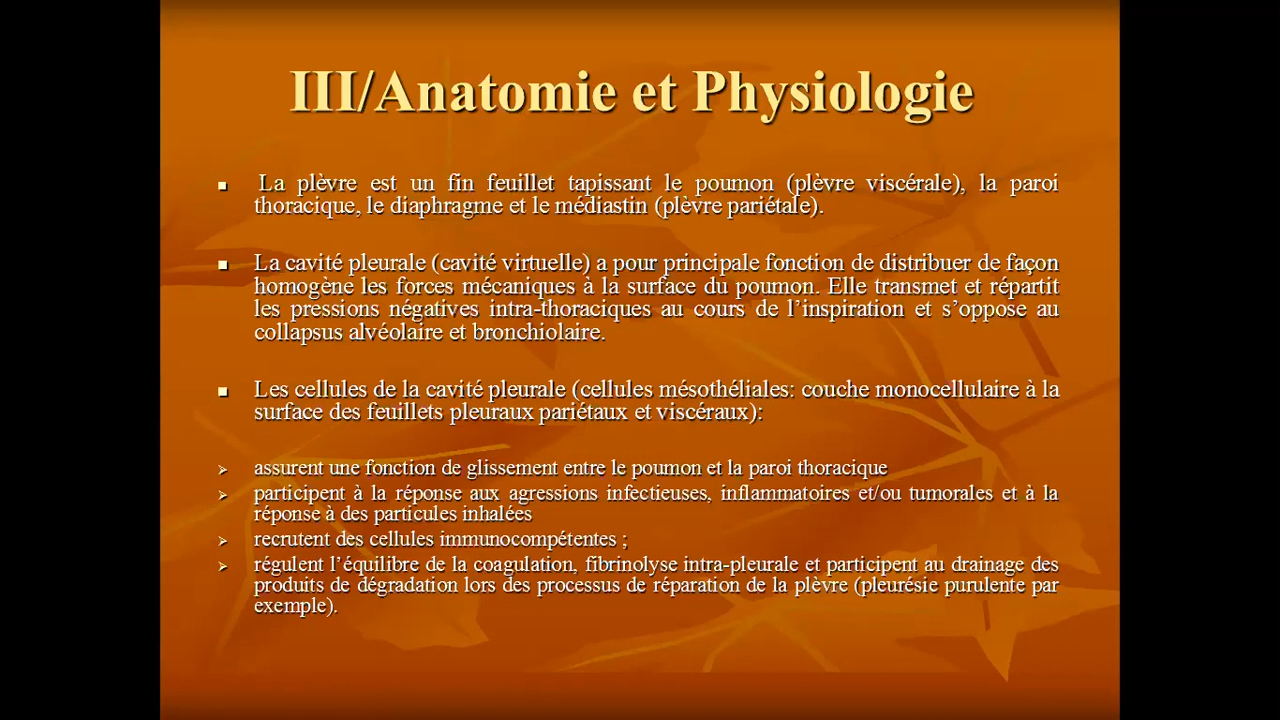 III/Anatomie et Physiologie
▪ La plèvre est un fin feuillet tapissant le poumon (plèvre viscérale), la paroi
thoracique, le diaphragme et le médiastin (plèvre pariétale).
▪ La cavité pleurale (cavité virtuelle) a pour principale fonction de distribuer de façon
homogène les forces mécaniques à la surface du poumon. Elle transmet et répartit
les pressions négatives intra-thoraciques au cours de l’inspiration et s’oppose au
collapsus alvéolaire et bronchiolaire.
▪ Les cellules de la cavité pleurale (cellules mésothéliales: couche monocellulaire à la
surface des feuillets pleuraux pariétaux et viscéraux):
➢ assurent une fonction de glissement entre le poumon et la paroi thoracique
➢ participent à la réponse aux agressions infectieuses, inflammatoires et/ou tumorales et à la
réponse à des particules inhalées
➢ recrutent des cellules immunocompétentes ;
➢ régulent l’équilibre de la coagulation, fibrinolyse intra-pleurale et participent au drainage des
produits de dégradation lors des processus de réparation de la plèvre (pleurésie purulente par
exemple).